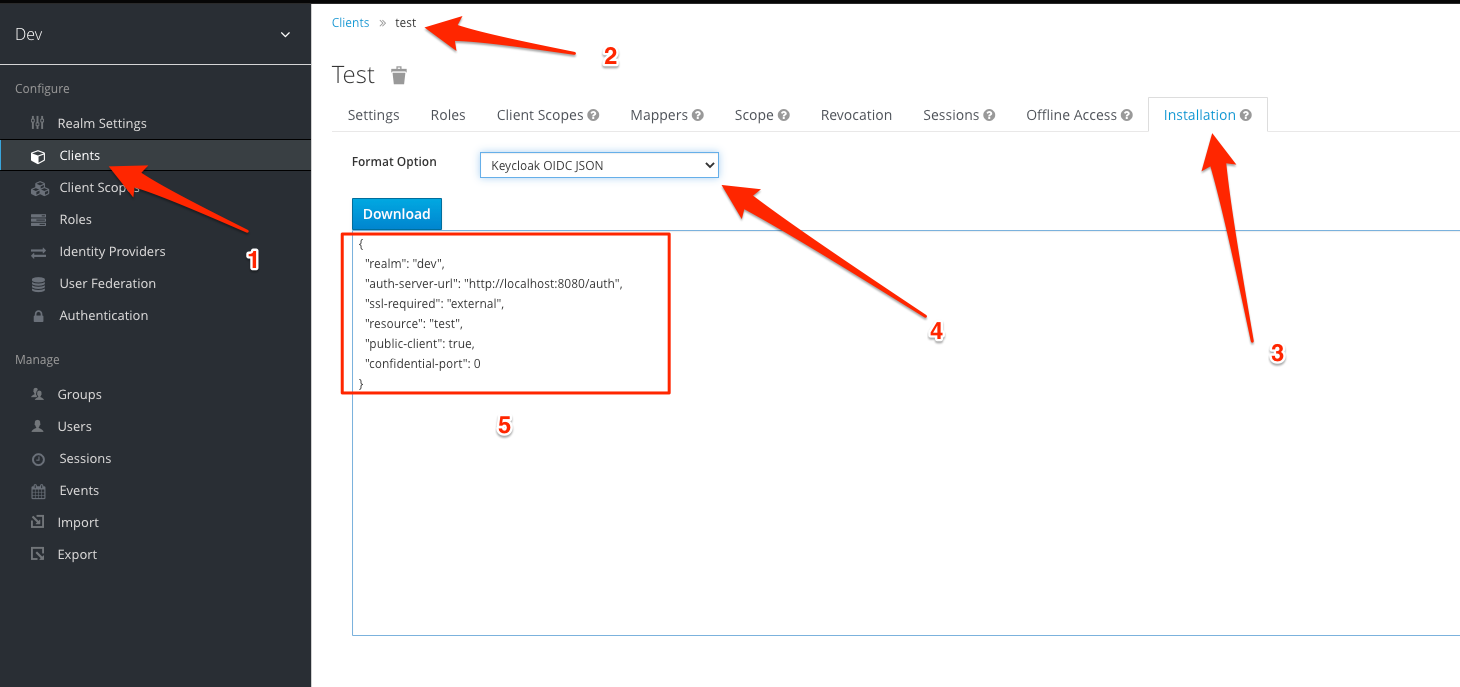 Dev
Configure
Realm Settings
Clients
Client Scopes
Roles
Identity Providers
User Federation
Authentication
Manage
Groups
Users
Sessions
Events
Import
Export
1
Clients » test
2
Test
Settings Roles Client Scopes ? Mappers ? Scope ? Revocation Sessions ? Offline Access ? Installation ?
Format Option Keycloak OIDC JSON
Download
{
"realm": "dev",
"auth-server-url": "http://localhost:8080/auth",
"ssl-required": "external",
"resource": "test",
"public-client": true,
"confidential-port": 0
}
4
3
5